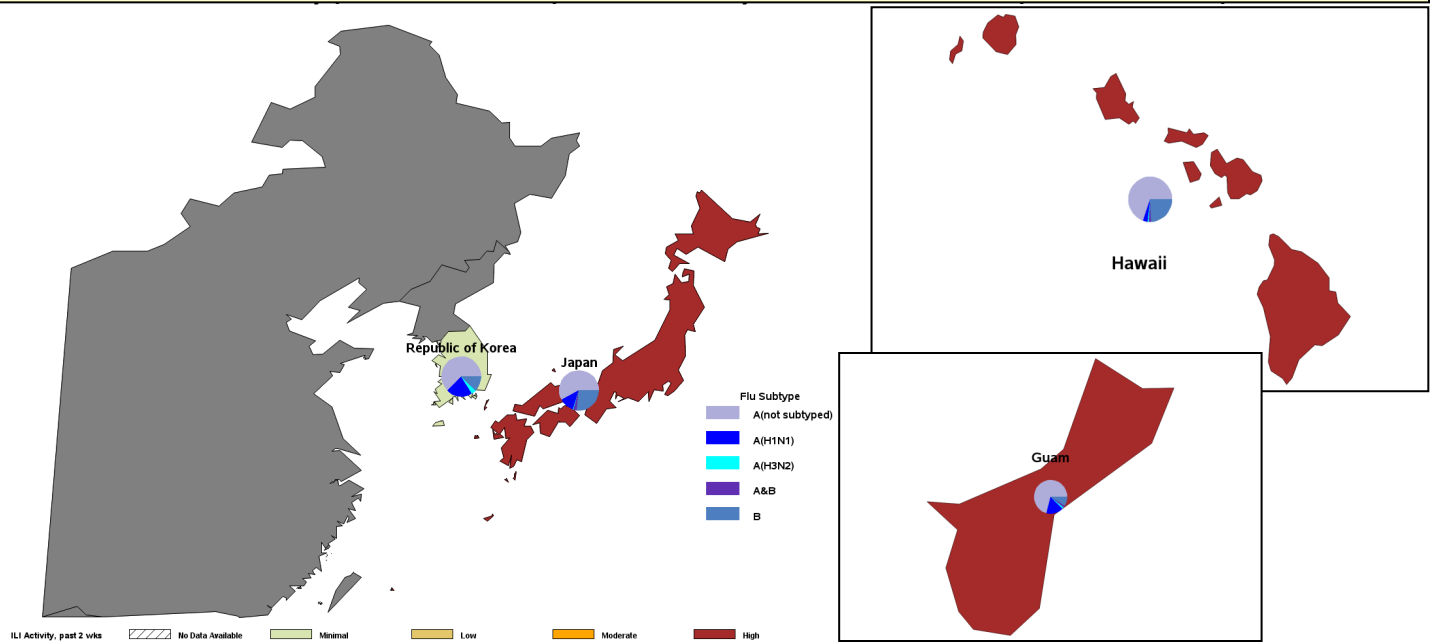 Hawaii
Republic of Korea
Japan
Flu Subtype
A(not subtyped)
A(H1N1)
A(H3N2)
A&B
B
Guam
ILI Activity, past 2 wks No Data Available Minimal Low Moderate High